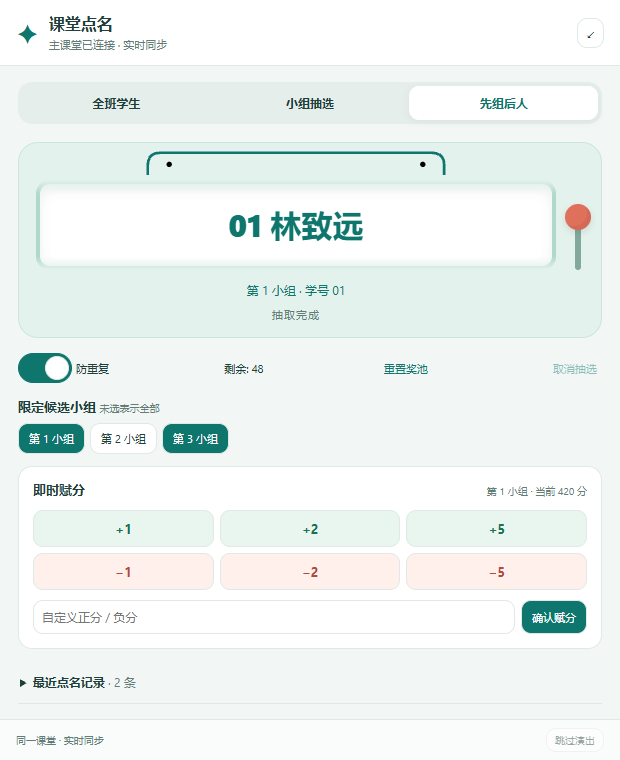 课堂点名
主课堂已连接 · 实时同步
全班学生 小组抽选 先组后人
01 林致远
第 1 小组 · 学号 01
抽取完成
防重复 剩余: 48 重置奖池 取消抽选
限定候选小组 未选表示全部
第 1 小组 第 2 小组 第 3 小组
即时赋分 第 1 小组 · 当前 420 分
+1 +2 +5
−1 −2 −5
自定义正分 / 负分 确认赋分
最近点名记录 · 2 条
同一课堂 · 实时同步 跳过演出